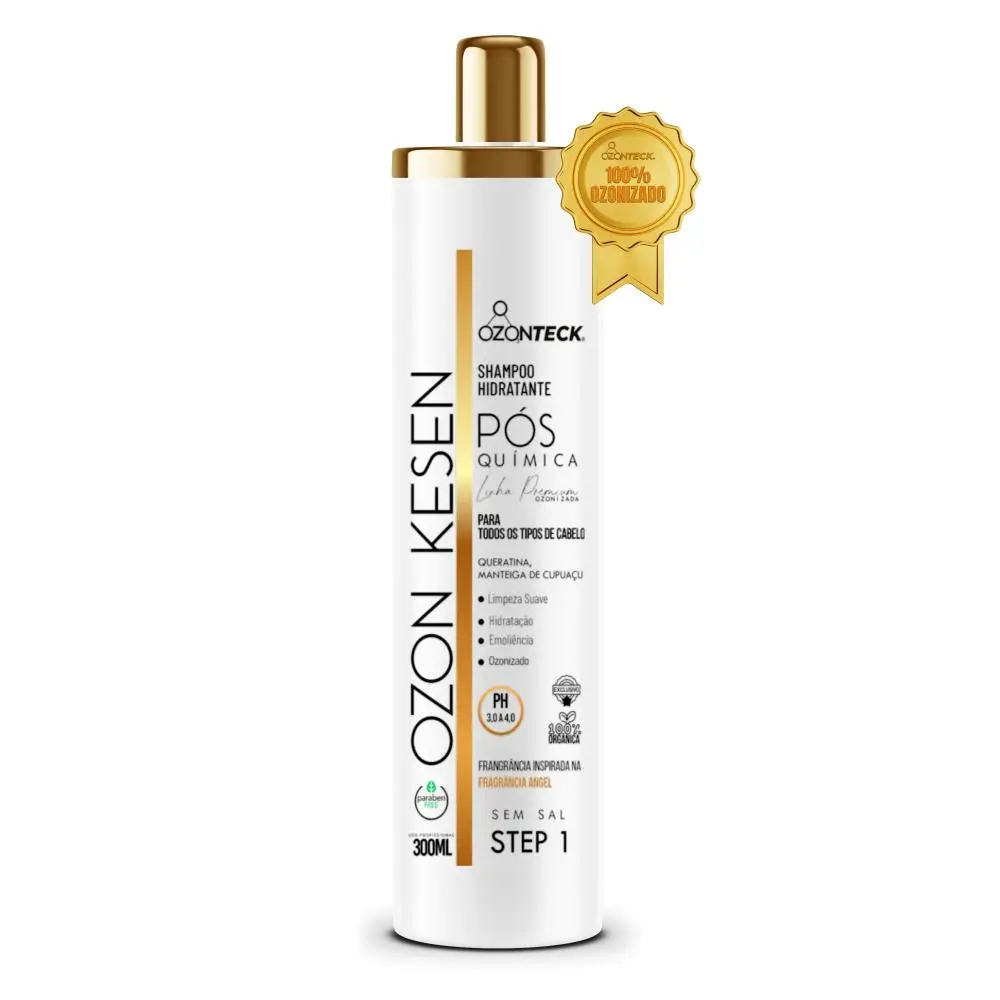 OZONTECK
100%
OZONIZADO
OZONTECK®
SHAMPOO
HIDRATANTE
PÓS
QUÍMICA
Linha Premium
OZONIZADA
PARA
TODOS OS TIPOS DE CABELO
QUERATINA,
MANTEIGA DE CUPUAÇU
• Limpeza Suave
• Hidratação
• Emoliência
• Ozonizado
PH
3,0 A 4,0
EXCLUSIVO
100%
ORGÂNICA
FRANGRÂNCIA INSPIRADA NA
FRAGRÂNCIA ANGEL
SEM SAL
STEP 1
OZON KESEN
paraben
FREE
USO PROFISSIONAL
300ML